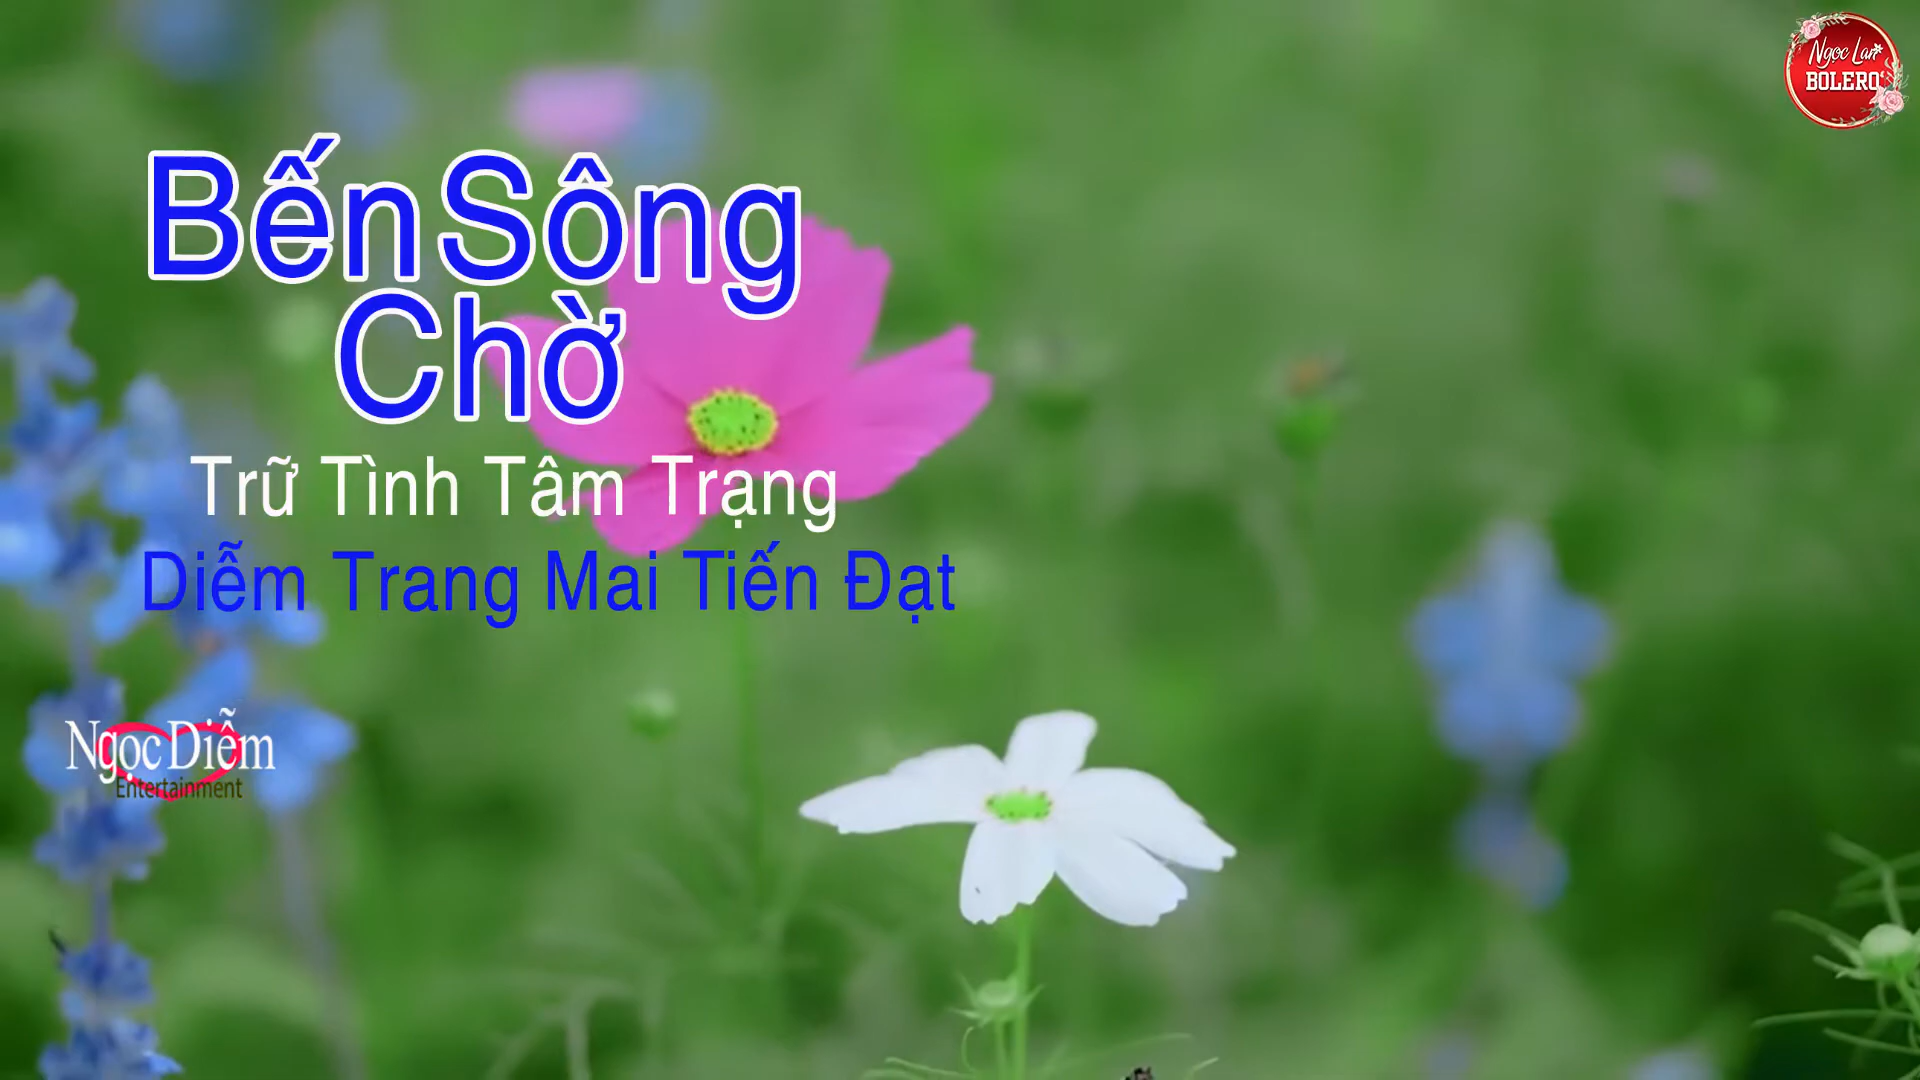 Ngọc Lan
BOLERO
Bến Sông
Chờ
Trữ Tình Tâm Trạng
Diễm Trang Mai Tiến Đạt
Ngọc Diễm
Entertainment